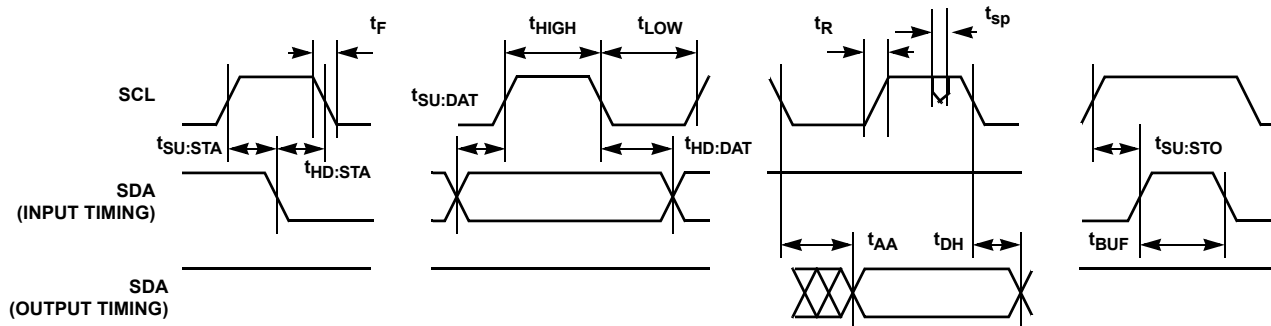 tF
tHIGH
tLOW
tR
tsp
SCL
tSU:DAT
tSU:STA
tHD:STA
tHD:DAT
tSU:STO
SDA
(INPUT TIMING)
tAA
tDH
tBUF
SDA
(OUTPUT TIMING)